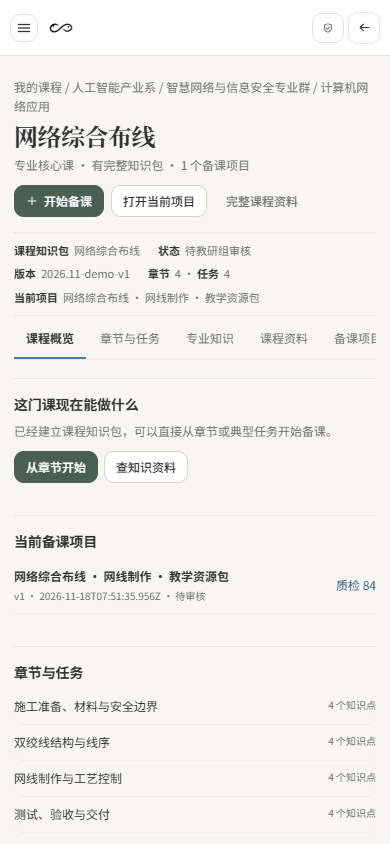 我的课程 / 人工智能产业系 / 智慧网络与信息安全专业群 / 计算机网
络应用
网络综合布线
专业核心课 • 有完整知识包 • 1 个备课项目
+ 开始备课 打开当前项目 完整课程资料
课程知识包 网络综合布线 状态 待教研组审核
版本 2026.11-demo-v1 章节 4 • 任务 4
当前项目 网络综合布线 • 网线制作 • 教学资源包
课程概览 章节与任务 专业知识 课程资料 备课项目
这门课现在能做什么
已经建立课程知识包，可以直接从章节或典型任务开始备课。
从章节开始 查知识资料
当前备课项目
网络综合布线 • 网线制作 • 教学资源包
v1 • 2026-11-18T07:51:35.956Z • 待审核
质检 84
章节与任务
施工准备、材料与安全边界 4 个知识点
双绞线结构与线序 4 个知识点
网线制作与工艺控制 4 个知识点
测试、验收与交付 4 个知识点